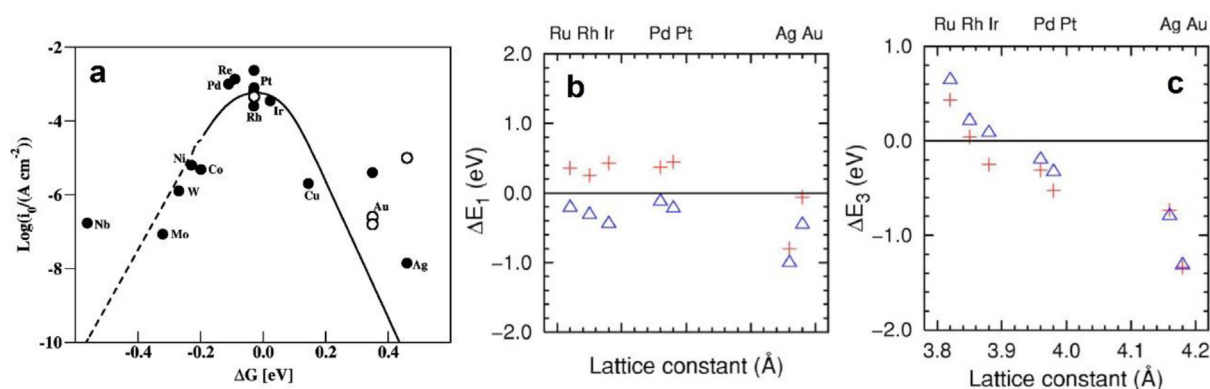 a
Log(i₀/(A cm⁻²)
-2
-4
-6
-8
-10
-0.4
-0.2
0.0
0.2
0.4
ΔG [eV]
Nb
Mo
W
Ni
Co
Pd
Re
Pt
Rh
Ir
Cu
Au
Ag
Ru Rh Ir Pd Pt Ag Au
b
ΔE₁ (eV)
2.0
1.0
0.0
−1.0
−2.0
Lattice constant (Å)
Ru Rh Ir Pd Pt Ag Au
c
ΔE₃ (eV)
1.0
0.0
−1.0
−2.0
3.8 3.9 4.0 4.1 4.2
Lattice constant (Å)